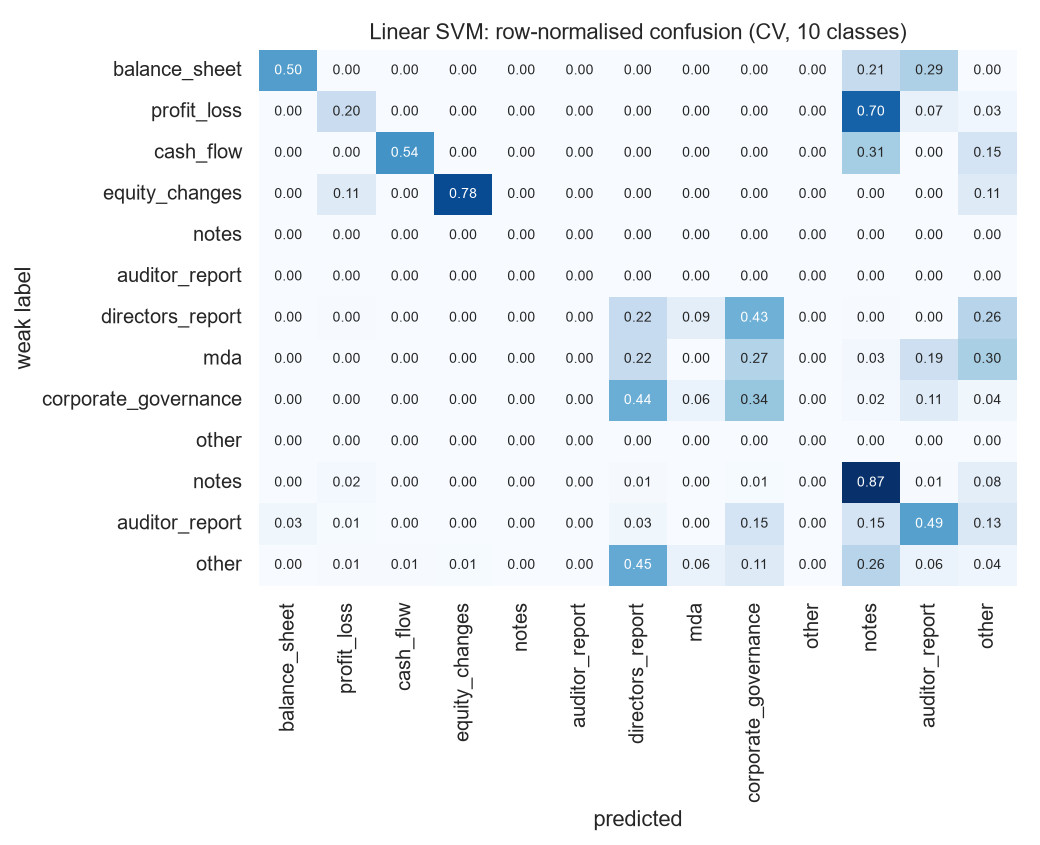 Linear SVM: row-normalised confusion (CV, 10 classes)
balance_sheet 0.50 0.00 0.00 0.00 0.00 0.00 0.00 0.00 0.00 0.00 0.21 0.29 0.00
profit_loss 0.00 0.20 0.00 0.00 0.00 0.00 0.00 0.00 0.00 0.00 0.70 0.07 0.03
cash_flow 0.00 0.00 0.54 0.00 0.00 0.00 0.00 0.00 0.00 0.00 0.31 0.00 0.15
equity_changes 0.00 0.11 0.00 0.78 0.00 0.00 0.00 0.00 0.00 0.00 0.00 0.00 0.11
notes 0.00 0.00 0.00 0.00 0.00 0.00 0.00 0.00 0.00 0.00 0.00 0.00 0.00
auditor_report 0.00 0.00 0.00 0.00 0.00 0.00 0.00 0.00 0.00 0.00 0.00 0.00 0.00
directors_report 0.00 0.00 0.00 0.00 0.00 0.00 0.22 0.09 0.43 0.00 0.00 0.00 0.26
mda 0.00 0.00 0.00 0.00 0.00 0.00 0.22 0.00 0.27 0.00 0.03 0.19 0.30
corporate_governance 0.00 0.00 0.00 0.00 0.00 0.00 0.44 0.06 0.34 0.00 0.02 0.11 0.04
other 0.00 0.00 0.00 0.00 0.00 0.00 0.00 0.00 0.00 0.00 0.00 0.00 0.00
notes 0.00 0.02 0.00 0.00 0.00 0.00 0.01 0.00 0.01 0.00 0.87 0.01 0.08
auditor_report 0.03 0.01 0.00 0.00 0.00 0.00 0.03 0.00 0.15 0.00 0.15 0.49 0.13
other 0.00 0.01 0.01 0.01 0.00 0.00 0.45 0.06 0.11 0.00 0.26 0.06 0.04
weak label
balance_sheet
profit_loss
cash_flow
equity_changes
notes
auditor_report
directors_report
mda
corporate_governance
other
notes
auditor_report
other
predicted